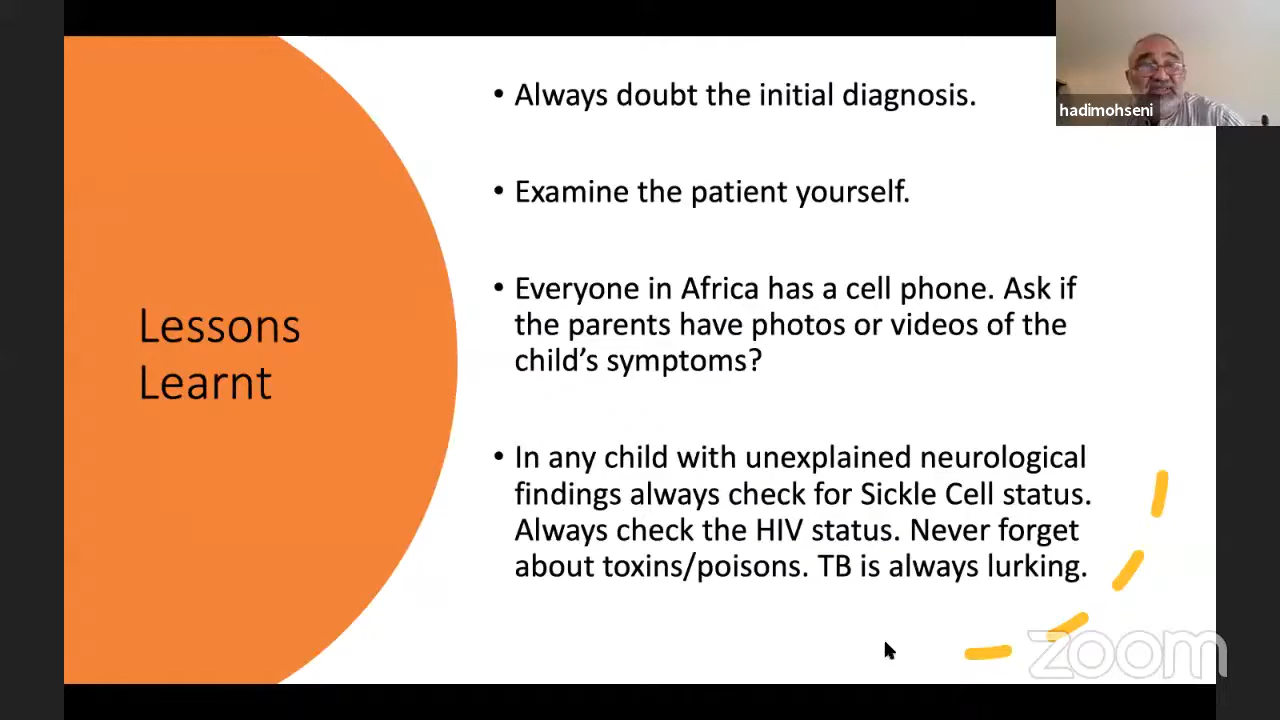 Lessons
Learnt
• Always doubt the initial diagnosis.
• Examine the patient yourself.
• Everyone in Africa has a cell phone. Ask if
the parents have photos or videos of the
child’s symptoms?
• In any child with unexplained neurological
findings always check for Sickle Cell status.
Always check the HIV status. Never forget
about toxins/poisons. TB is always lurking.
hadimohseni
zoom